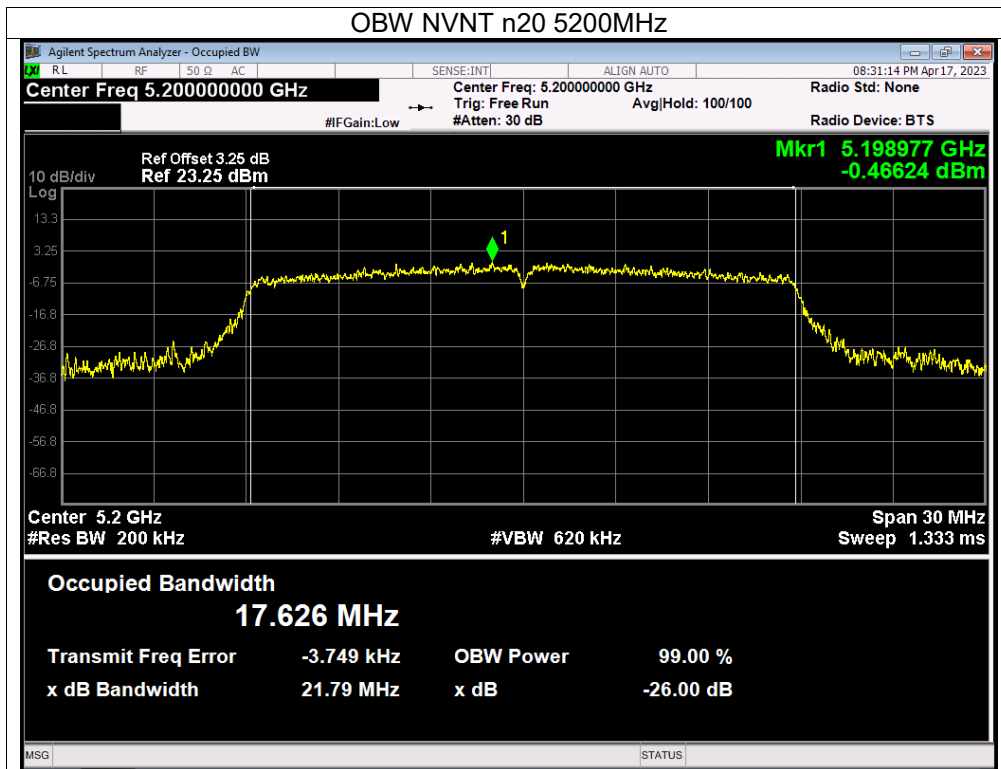 OBW NVNT n20 5200MHz
Agilent Spectrum Analyzer - Occupied BW
LXI RL RF 50 Ω AC SENSE:INT ALIGN AUTO 08:31:14 PM Apr 17, 2023
Center Freq 5.200000000 GHz
Center Freq: 5.200000000 GHz Radio Std: None
Trig: Free Run Avg|Hold: 100/100
#IFGain:Low #Atten: 30 dB Radio Device: BTS
Mkr1 5.198977 GHz
-0.46624 dBm
Ref Offset 3.25 dB
10 dB/div Ref 23.25 dBm
Log
13.3
1
3.25
-6.75
-16.8
-26.8
-36.8
-46.8
-56.8
-66.8
Center 5.2 GHz Span 30 MHz
#Res BW 200 kHz #VBW 620 kHz Sweep 1.333 ms
Occupied Bandwidth
17.626 MHz
Transmit Freq Error -3.749 kHz OBW Power 99.00 %
x dB Bandwidth 21.79 MHz x dB -26.00 dB
MSG STATUS